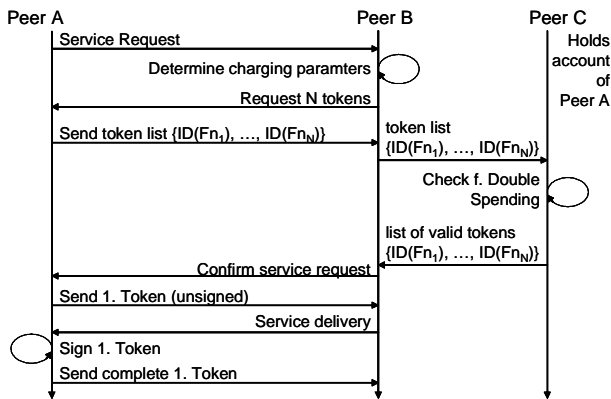 Peer A
Peer B
Peer C
Service Request
Holds
account
of
Peer A
Determine charging paramters
Request N tokens
Send token list {ID(Fn1), ..., ID(FnN)}
token list
{ID(Fn1), ..., ID(FnN)}
Check f. Double
Spending
list of valid tokens
{ID(Fn1), ..., ID(FnN)}
Confirm service request
Send 1. Token (unsigned)
Service delivery
Sign 1. Token
Send complete 1. Token